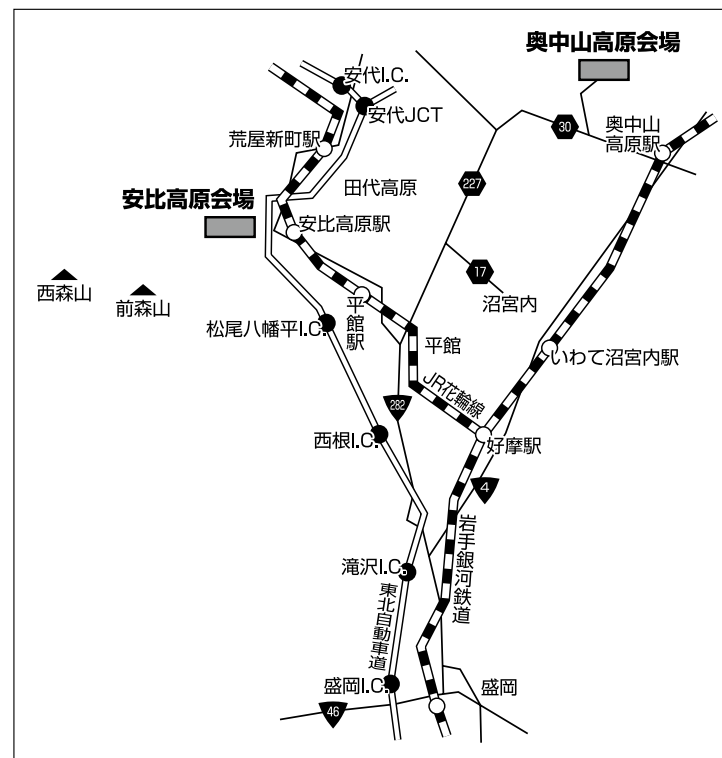 奥中山高原会場
安代I.C.
安代JCT
30
奥中山
高原駅
荒屋新町駅
田代高原
227
安比高原会場
安比高原駅
17
沼宮内
西森山
前森山
松尾八幡平I.C.
平館駅
平館
いわて沼宮内駅
JR花輪線
282
西根I.C.
好摩駅
4
岩手銀河鉄道
滝沢I.C.
東北自動車道
盛岡I.C.
盛岡
46